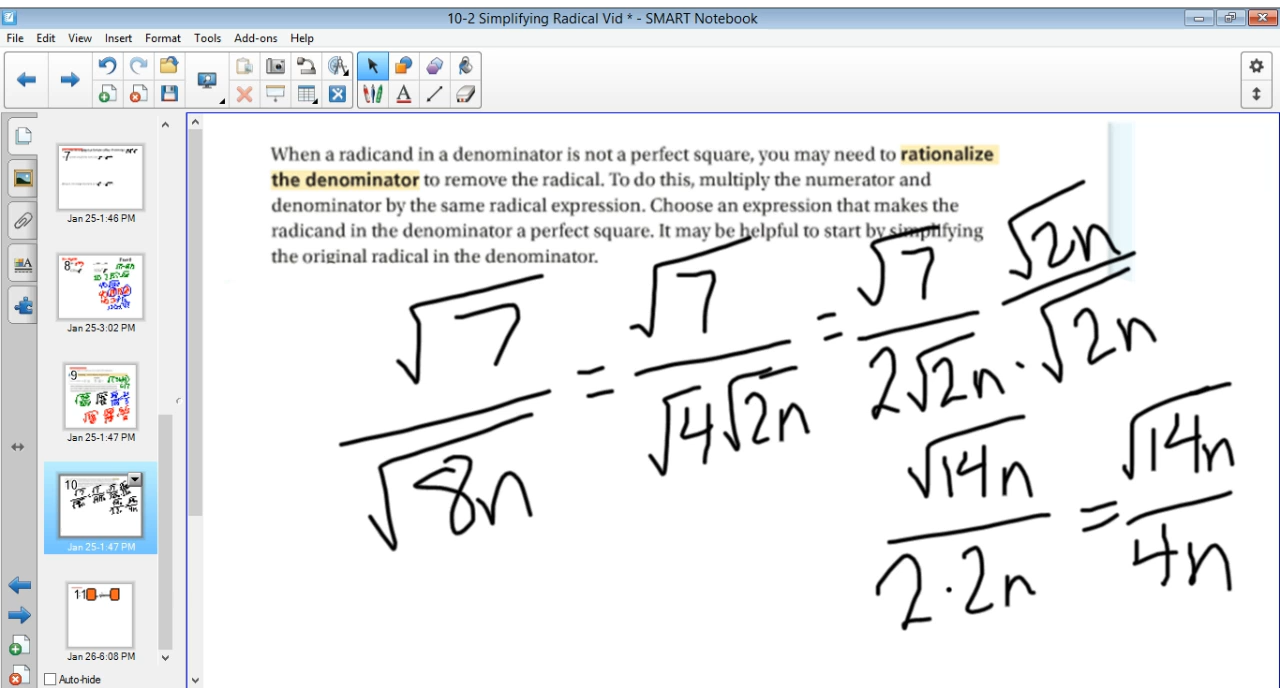 10-2 Simplifying Radical Vid * - SMART Notebook
File Edit View Insert Format Tools Add-ons Help
7
Jan 25-1:46 PM
8
Jan 25-3:02 PM
9
Jan 25-1:47 PM
10
Jan 25-1:47 PM
11
Jan 26-6:08 PM
Auto-hide
When a radicand in a denominator is not a perfect square, you may need to rationalize
the denominator to remove the radical. To do this, multiply the numerator and
denominator by the same radical expression. Choose an expression that makes the
radicand in the denominator a perfect square. It may be helpful to start by simplifying
the original radical in the denominator.
√7 / √8n = √7 / √4√2n = √7 / 2√2n · √2n / √2n
√14n / 2·2n = √14n / 4n